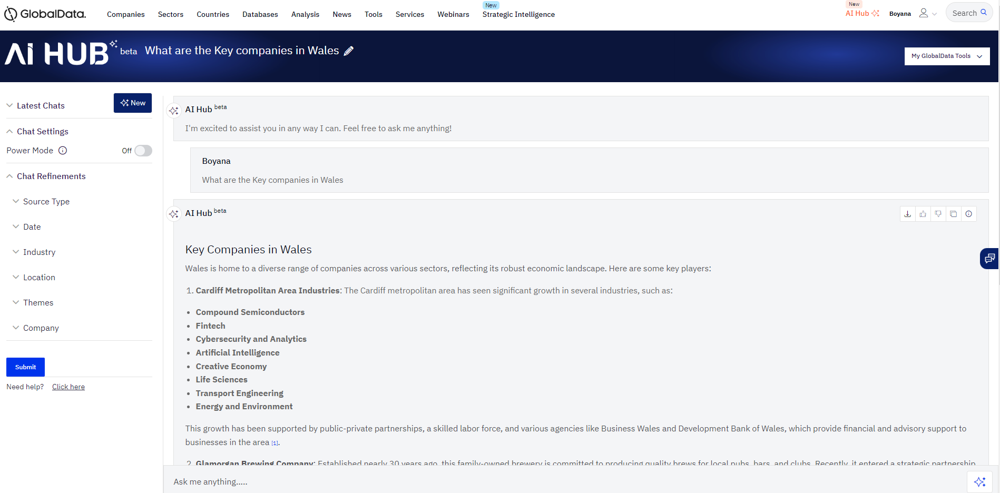 GlobalData.
Companies
Sectors
Countries
Databases
Analysis
News
Tools
Services
Webinars
New
Strategic Intelligence
New
AI Hub
Boyana
Search
AI HUB beta
What are the Key companies in Wales
My GlobalData Tools
Latest Chats
New
Chat Settings
Power Mode
Off
Chat Refinements
Source Type
Date
Industry
Location
Themes
Company
Submit
Need help? Click here
AI Hub beta
I'm excited to assist you in any way I can. Feel free to ask me anything!
Boyana
What are the Key companies in Wales
AI Hub beta
Key Companies in Wales
Wales is home to a diverse range of companies across various sectors, reflecting its robust economic landscape. Here are some key players:
1. Cardiff Metropolitan Area Industries: The Cardiff metropolitan area has seen significant growth in several industries, such as:
• Compound Semiconductors
• Fintech
• Cybersecurity and Analytics
• Artificial Intelligence
• Creative Economy
• Life Sciences
• Transport Engineering
• Energy and Environment
This growth has been supported by public-private partnerships, a skilled labor force, and various agencies like Business Wales and Development Bank of Wales, which provide financial and advisory support to
businesses in the area [1].
2. Glamorgan Brewing Company: Established nearly 30 years ago, this family-owned brewery is committed to producing quality brews for local pubs, bars, and clubs. Recently, it entered a strategic partnership
Ask me anything.....